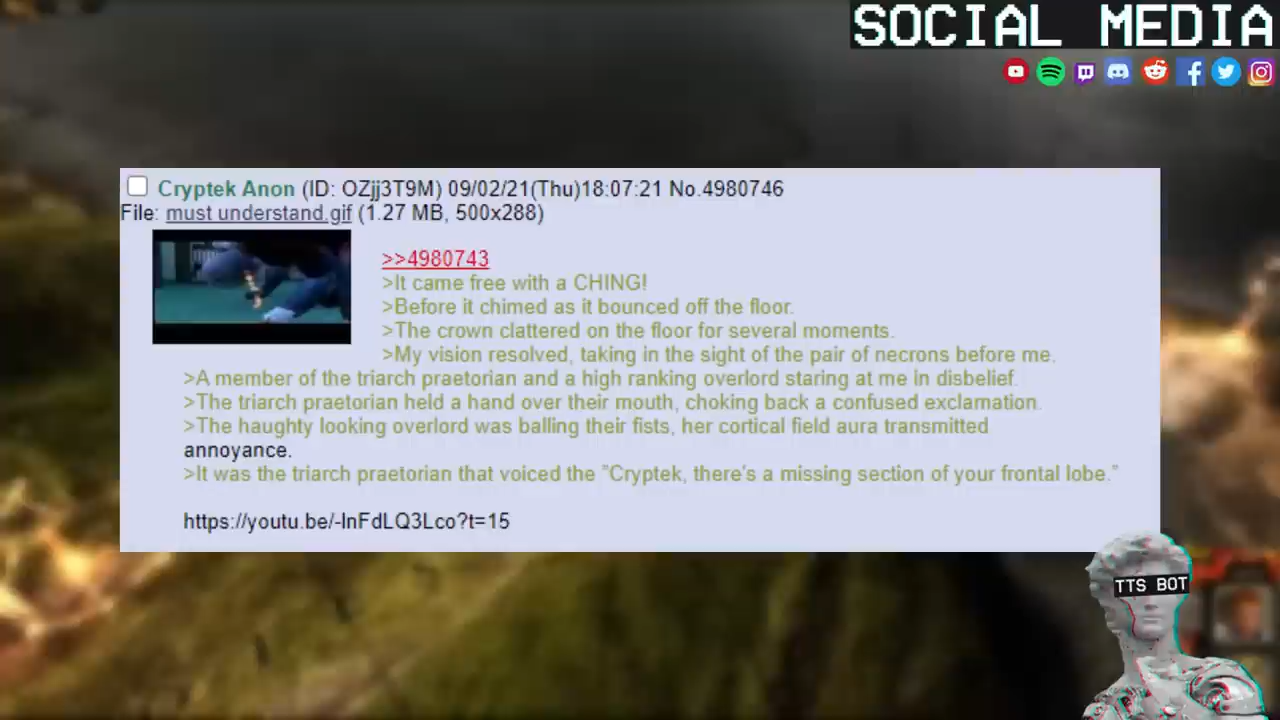 SOCIAL MEDIA
Cryptek Anon (ID: OZjj3T9M) 09/02/21(Thu)18:07:21 No.4980746
File: must understand.gif (1.27 MB, 500x288)
>>4980743
>It came free with a CHING!
>Before it chimed as it bounced off the floor.
>The crown clattered on the floor for several moments.
>My vision resolved, taking in the sight of the pair of necrons before me.
>A member of the triarch praetorian and a high ranking overlord staring at me in disbelief.
>The triarch praetorian held a hand over their mouth, choking back a confused exclamation.
>The haughty looking overlord was balling their fists, her cortical field aura transmitted
annoyance.
>It was the triarch praetorian that voiced the "Cryptek, there's a missing section of your frontal lobe."
https://youtu.be/-lnFdLQ3Lco?t=15
TTS BOT